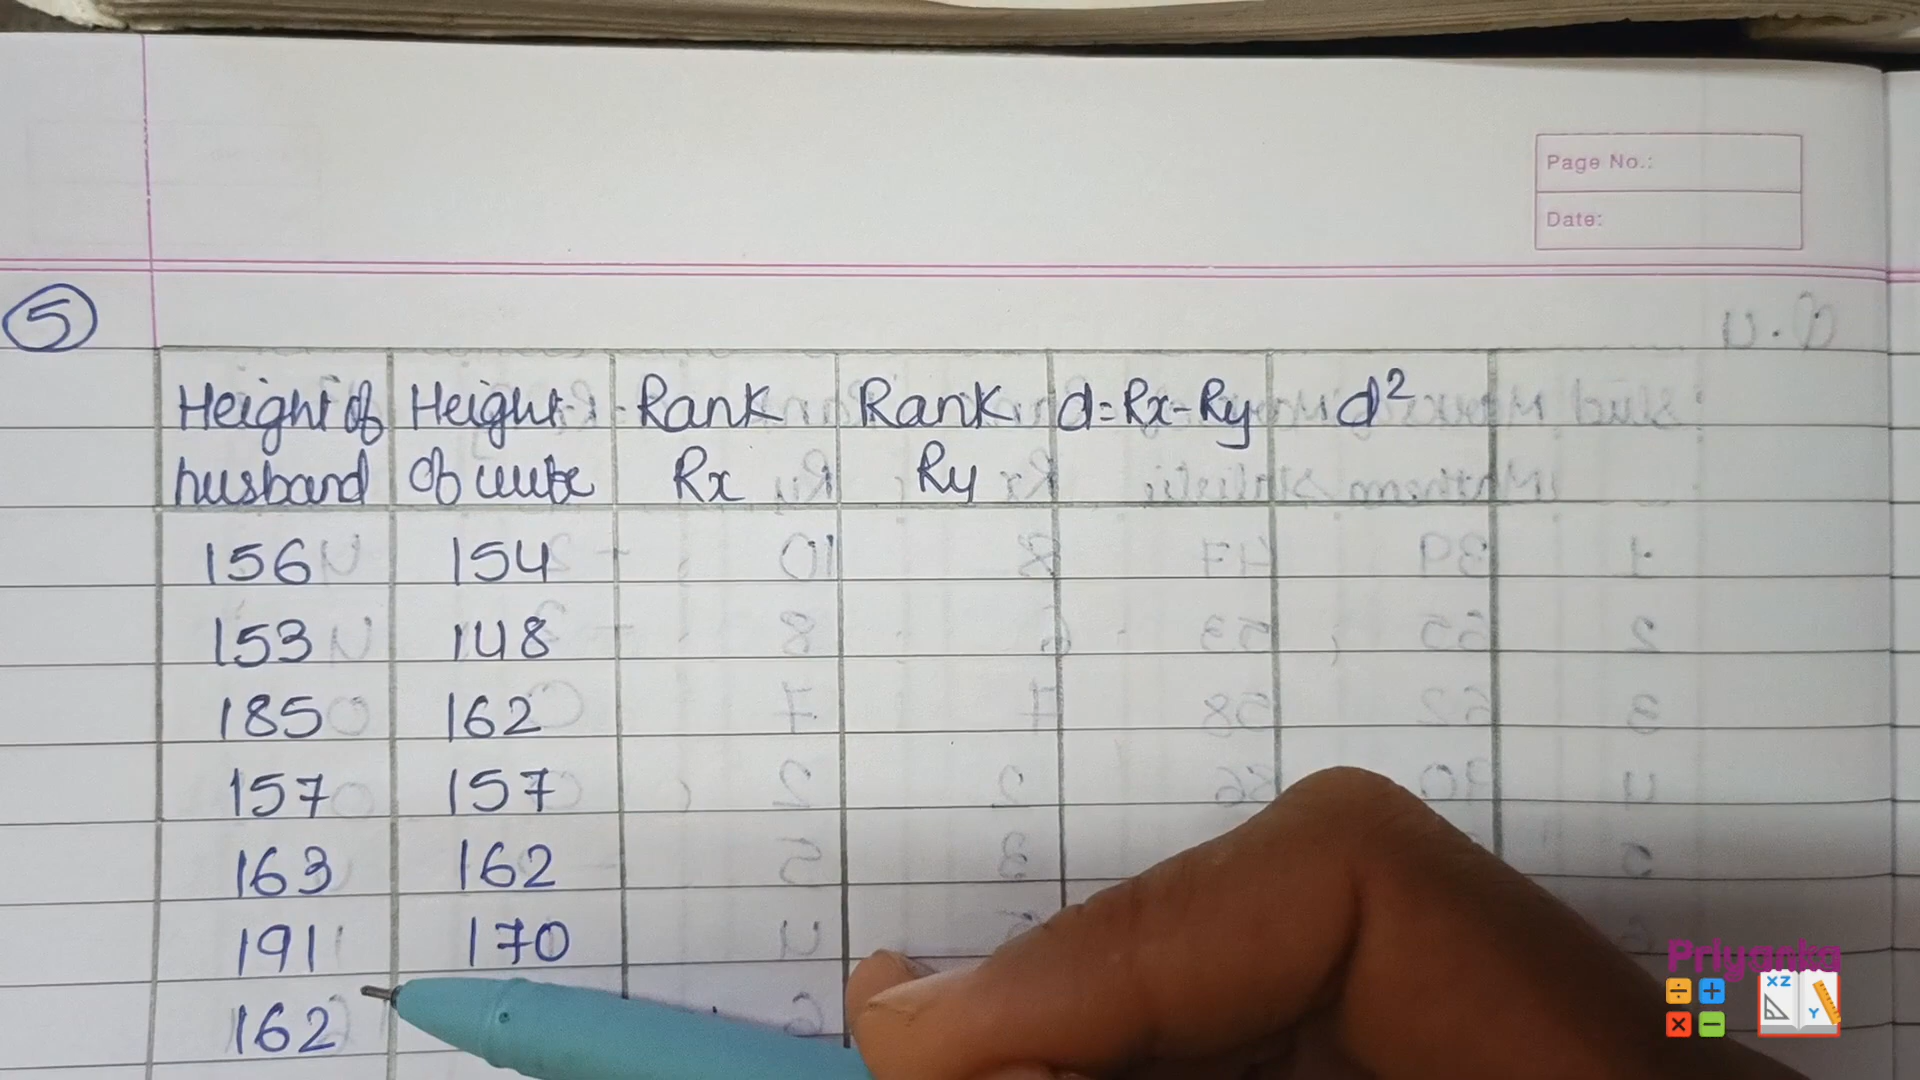 Page No.:
Date:
5
Height of husband Height of wife Rank Rx Rank Ry d=Rx-Ry d²
156 154
153 148
185 162
157 157
163 162
191 170
162
Priyanka
XZ
Y